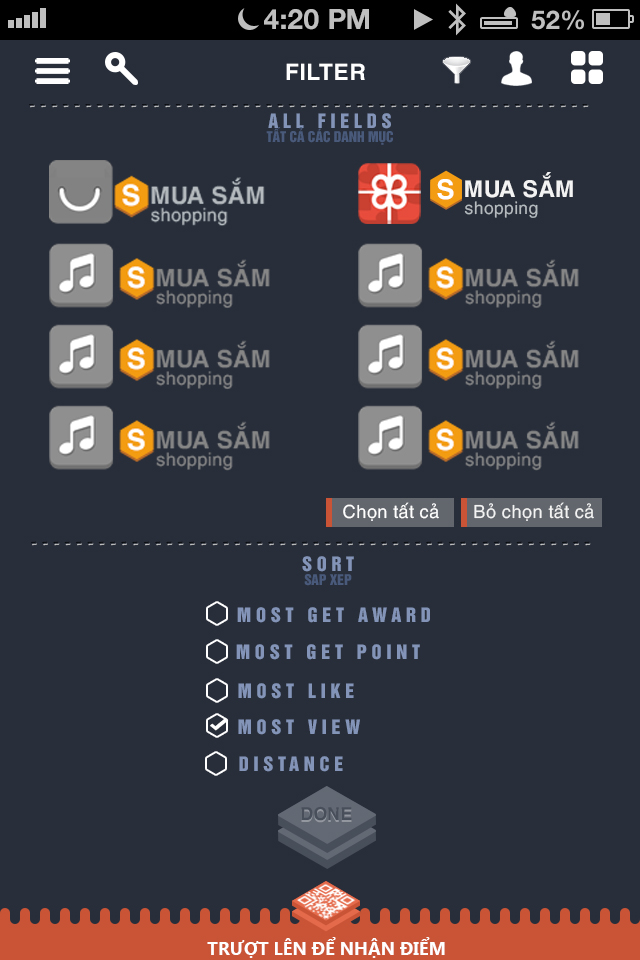 4:20 PM 52%
FILTER
ALL FIELDS
TẤT CẢ CÁC DANH MỤC
S MUA SẮM
shopping
S MUA SẮM
shopping
S MUA SẮM
shopping
S MUA SẮM
shopping
S MUA SẮM
shopping
S MUA SẮM
shopping
S MUA SẮM
shopping
S MUA SẮM
shopping
Chọn tất cả
Bỏ chọn tất cả
SORT
SAP XEP
MOST GET AWARD
MOST GET POINT
MOST LIKE
MOST VIEW
DISTANCE
DONE
TRƯỢT LÊN ĐỂ NHẬN ĐIỂM